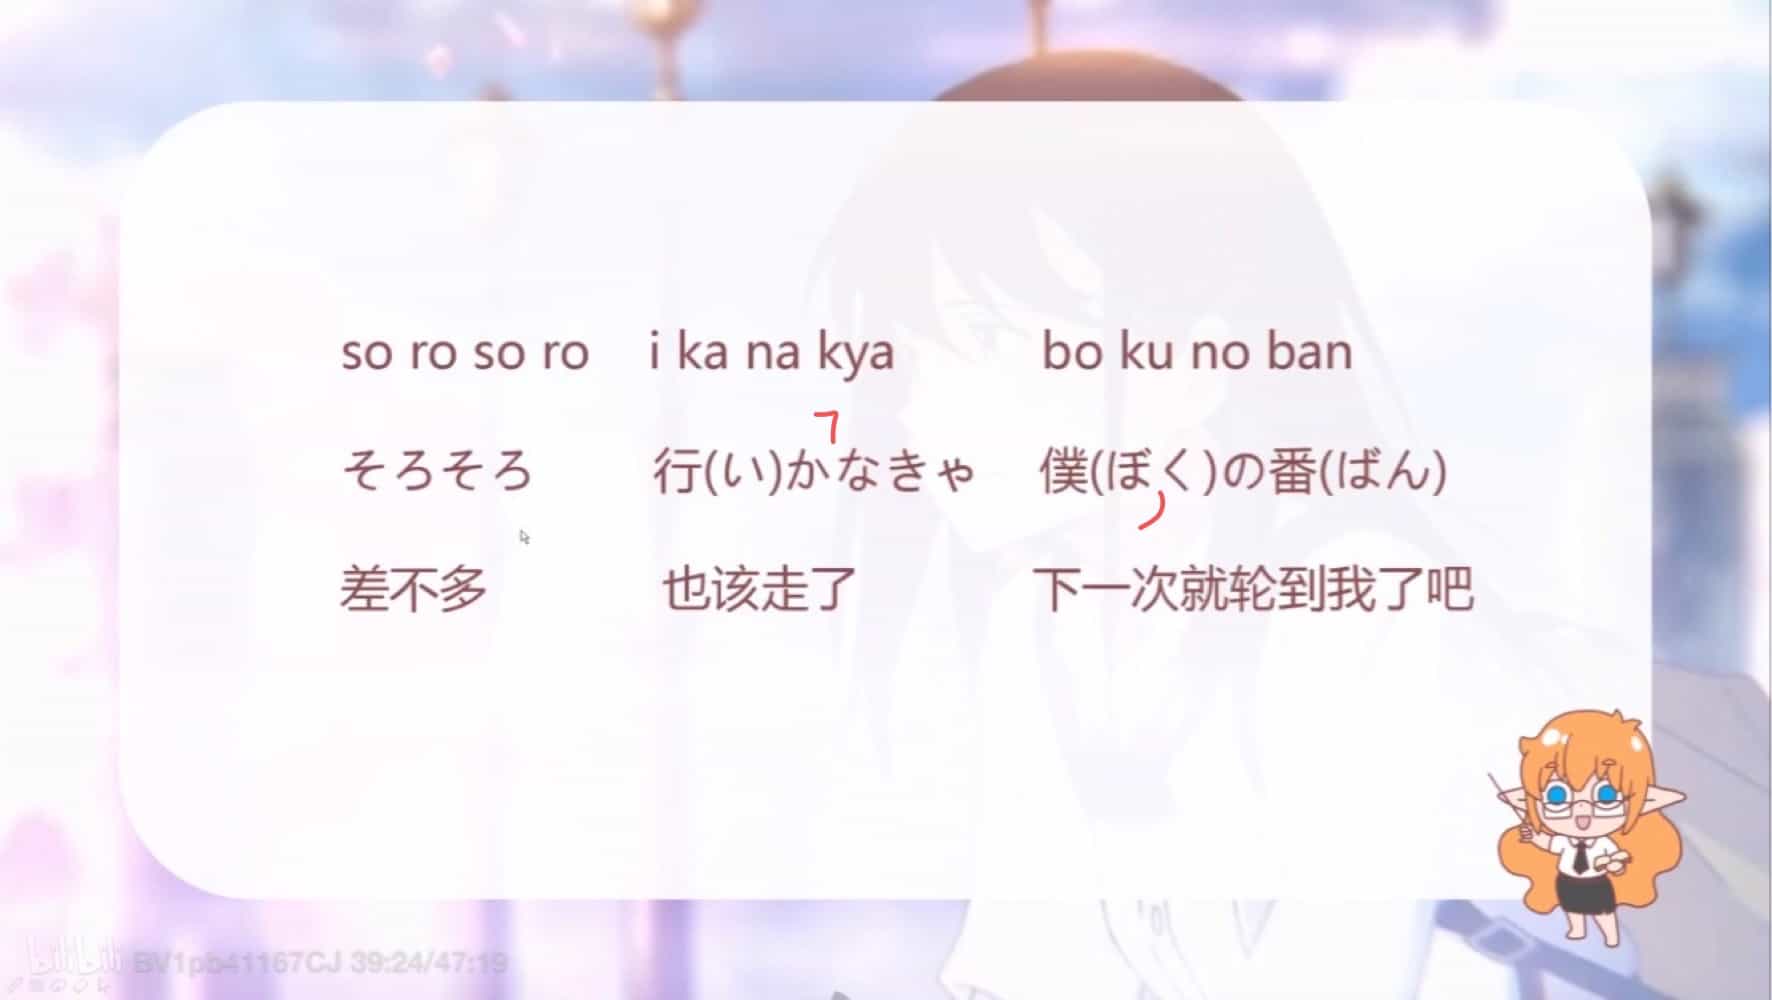 so ro so ro i ka na kya bo ku no ban
そろそろ 行(い)かなきゃ 僕(ぼく)の番(ばん)
差不多 也该走了 下一次就轮到我了吧
bilibili BV1pb41167CJ 39:24/47:19